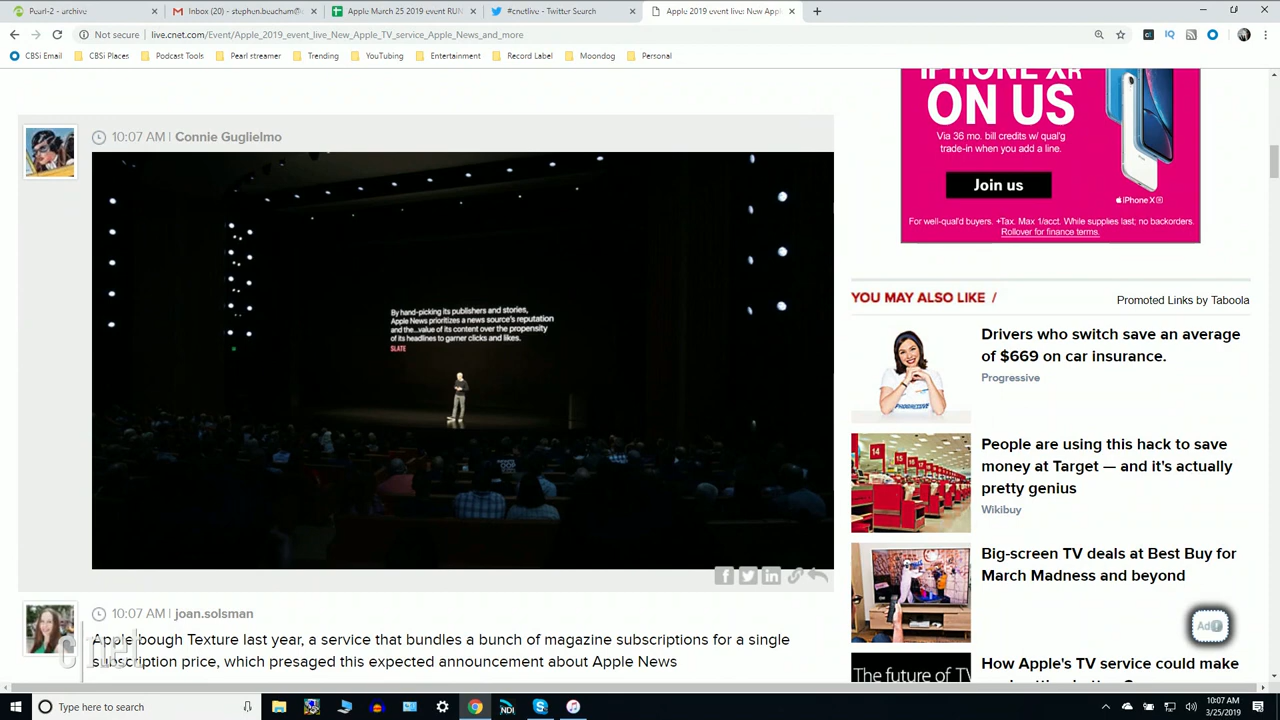 Pearl-2 - archive
Inbox (20) - stephen.beacham@
Apple March 25 2019 event RUN
#cnetlive - Twitter Search
Apple 2019 event live: New Appl
Not secure | live.cnet.com/Event/Apple_2019_event_live_New_Apple_TV_service_Apple_News_and_more
CBSi Email
CBSi Places
Podcast Tools
Pearl streamer
Trending
YouTubing
Entertainment
Record Label
Moondog
Personal
10:07 AM | Connie Guglielmo
By hand-picking its publishers and stories,
Apple News prioritizes a news source's reputation
and the...value of its content over the propensity
of its headlines to garner clicks and likes.
SLATE
10:07 AM | joan.solsman
Apple bough Texture last year, a service that bundles a bunch of magazine subscriptions for a single
subscription price, which presaged this expected announcement about Apple News
c|net
IPHONE XR
ON US
Via 36 mo. bill credits w/ qual'g
trade-in when you add a line.
Join us
iPhone XR
For well-qual'd buyers. +Tax. Max 1/acct. While supplies last; no backorders.
Rollover for finance terms.
YOU MAY ALSO LIKE /
Promoted Links by Taboola
Drivers who switch save an average
of $669 on car insurance.
Progressive
People are using this hack to save
money at Target — and it's actually
pretty genius
Wikibuy
14
15
Big-screen TV deals at Best Buy for
March Madness and beyond
Ad
How Apple's TV service could make
The future of TV
Type here to search
NDI
10:07 AM
3/25/2019